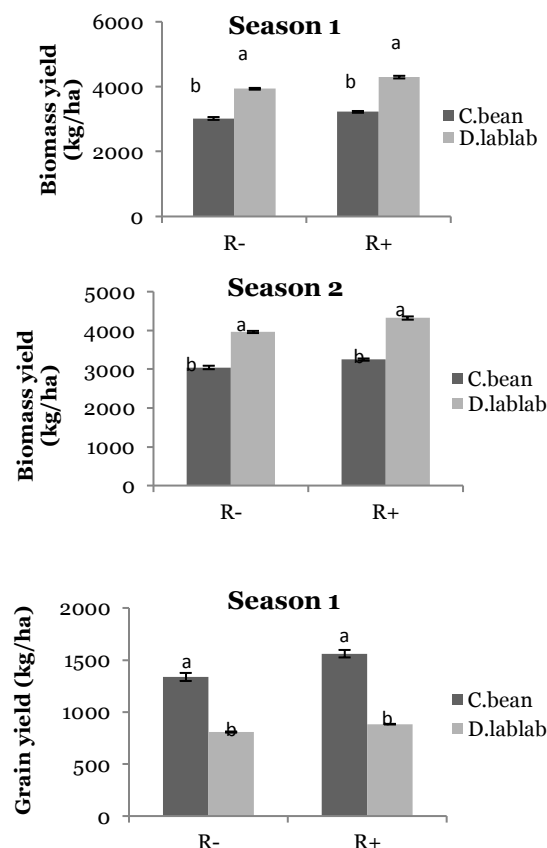 Season 1
Biomass yield
(kg/ha)
6000
4000
2000
0
b
a
b
a
R-
R+
C.bean
D.lablab
Season 2
Biomass yield
(kg/ha)
5000
4000
3000
2000
1000
0
b
a
b
a
R-
R+
C.bean
D.lablab
Season 1
Grain yield (kg/ha)
2000
1500
1000
500
0
a
b
a
b
R-
R+
C.bean
D.lablab